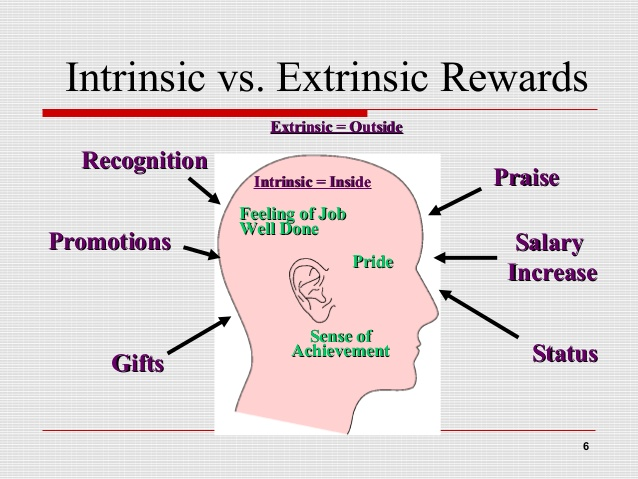 Intrinsic vs. Extrinsic Rewards
Extrinsic = Outside
Recognition
Intrinsic = Inside
Praise
Feeling of Job
Well Done
Promotions
Pride
Salary
Increase
Sense of
Achievement
Gifts
Status
6